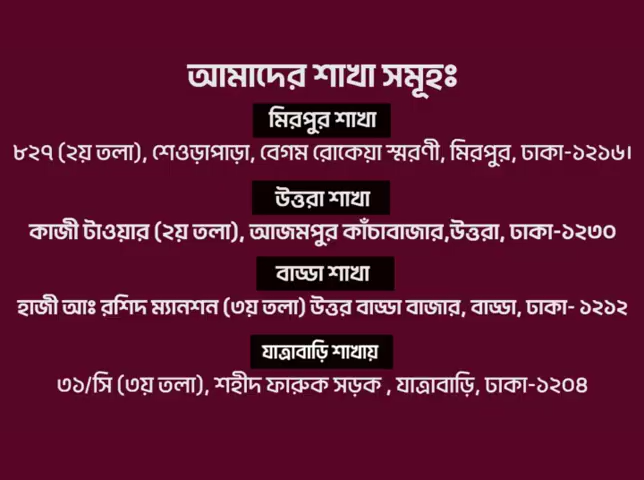 আমাদের শাখা সমূহঃ
মিরপুর শাখা
৮২৭ (২য় তলা), শেওড়াপাড়া, বেগম রোকেয়া স্মরণী, মিরপুর, ঢাকা-১২১৬।
উত্তরা শাখা
কাজী টাওয়ার (২য় তলা), আজমপুর কাঁচাবাজার,উত্তরা, ঢাকা-১২৩০
বাড্ডা শাখা
হাজী আঃ রশিদ ম্যানশন (৩য় তলা) উত্তর বাড্ডা বাজার, বাড্ডা, ঢাকা- ১২১২
যাত্রাবাড়ি শাখায়
৩১/সি (৩য় তলা), শহীদ ফারুক সড়ক , যাত্রাবাড়ি, ঢাকা-১২০৪